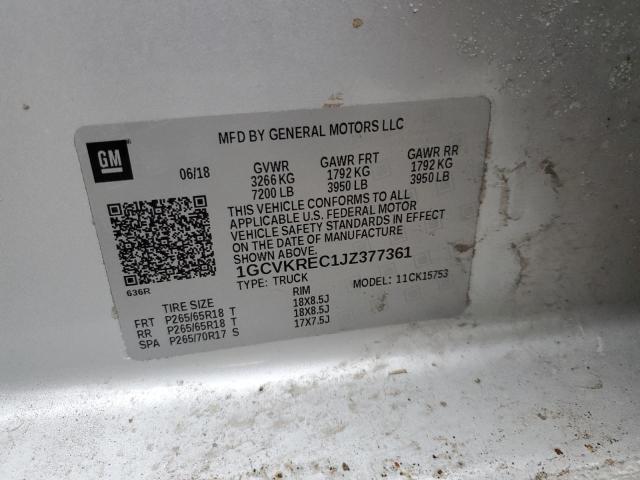 MFD BY GENERAL MOTORS LLC
GM
06/18 GVWR GAWR FRT GAWR RR
3266 KG 1792 KG 1792 KG
7200 LB 3950 LB 3950 LB
THIS VEHICLE CONFORMS TO ALL
APPLICABLE U.S. FEDERAL MOTOR
VEHICLE SAFETY STANDARDS IN EFFECT
ON THE DATE OF MANUFACTURE
SHOWN ABOVE.
1GCVKREC1JZ377361
636R TYPE: TRUCK MODEL: 11CK15753
TIRE SIZE RIM
FRT P265/65R18 T 18X8.5J
RR P265/65R18 T 18X8.5J
SPA P265/70R17 S 17X7.5J